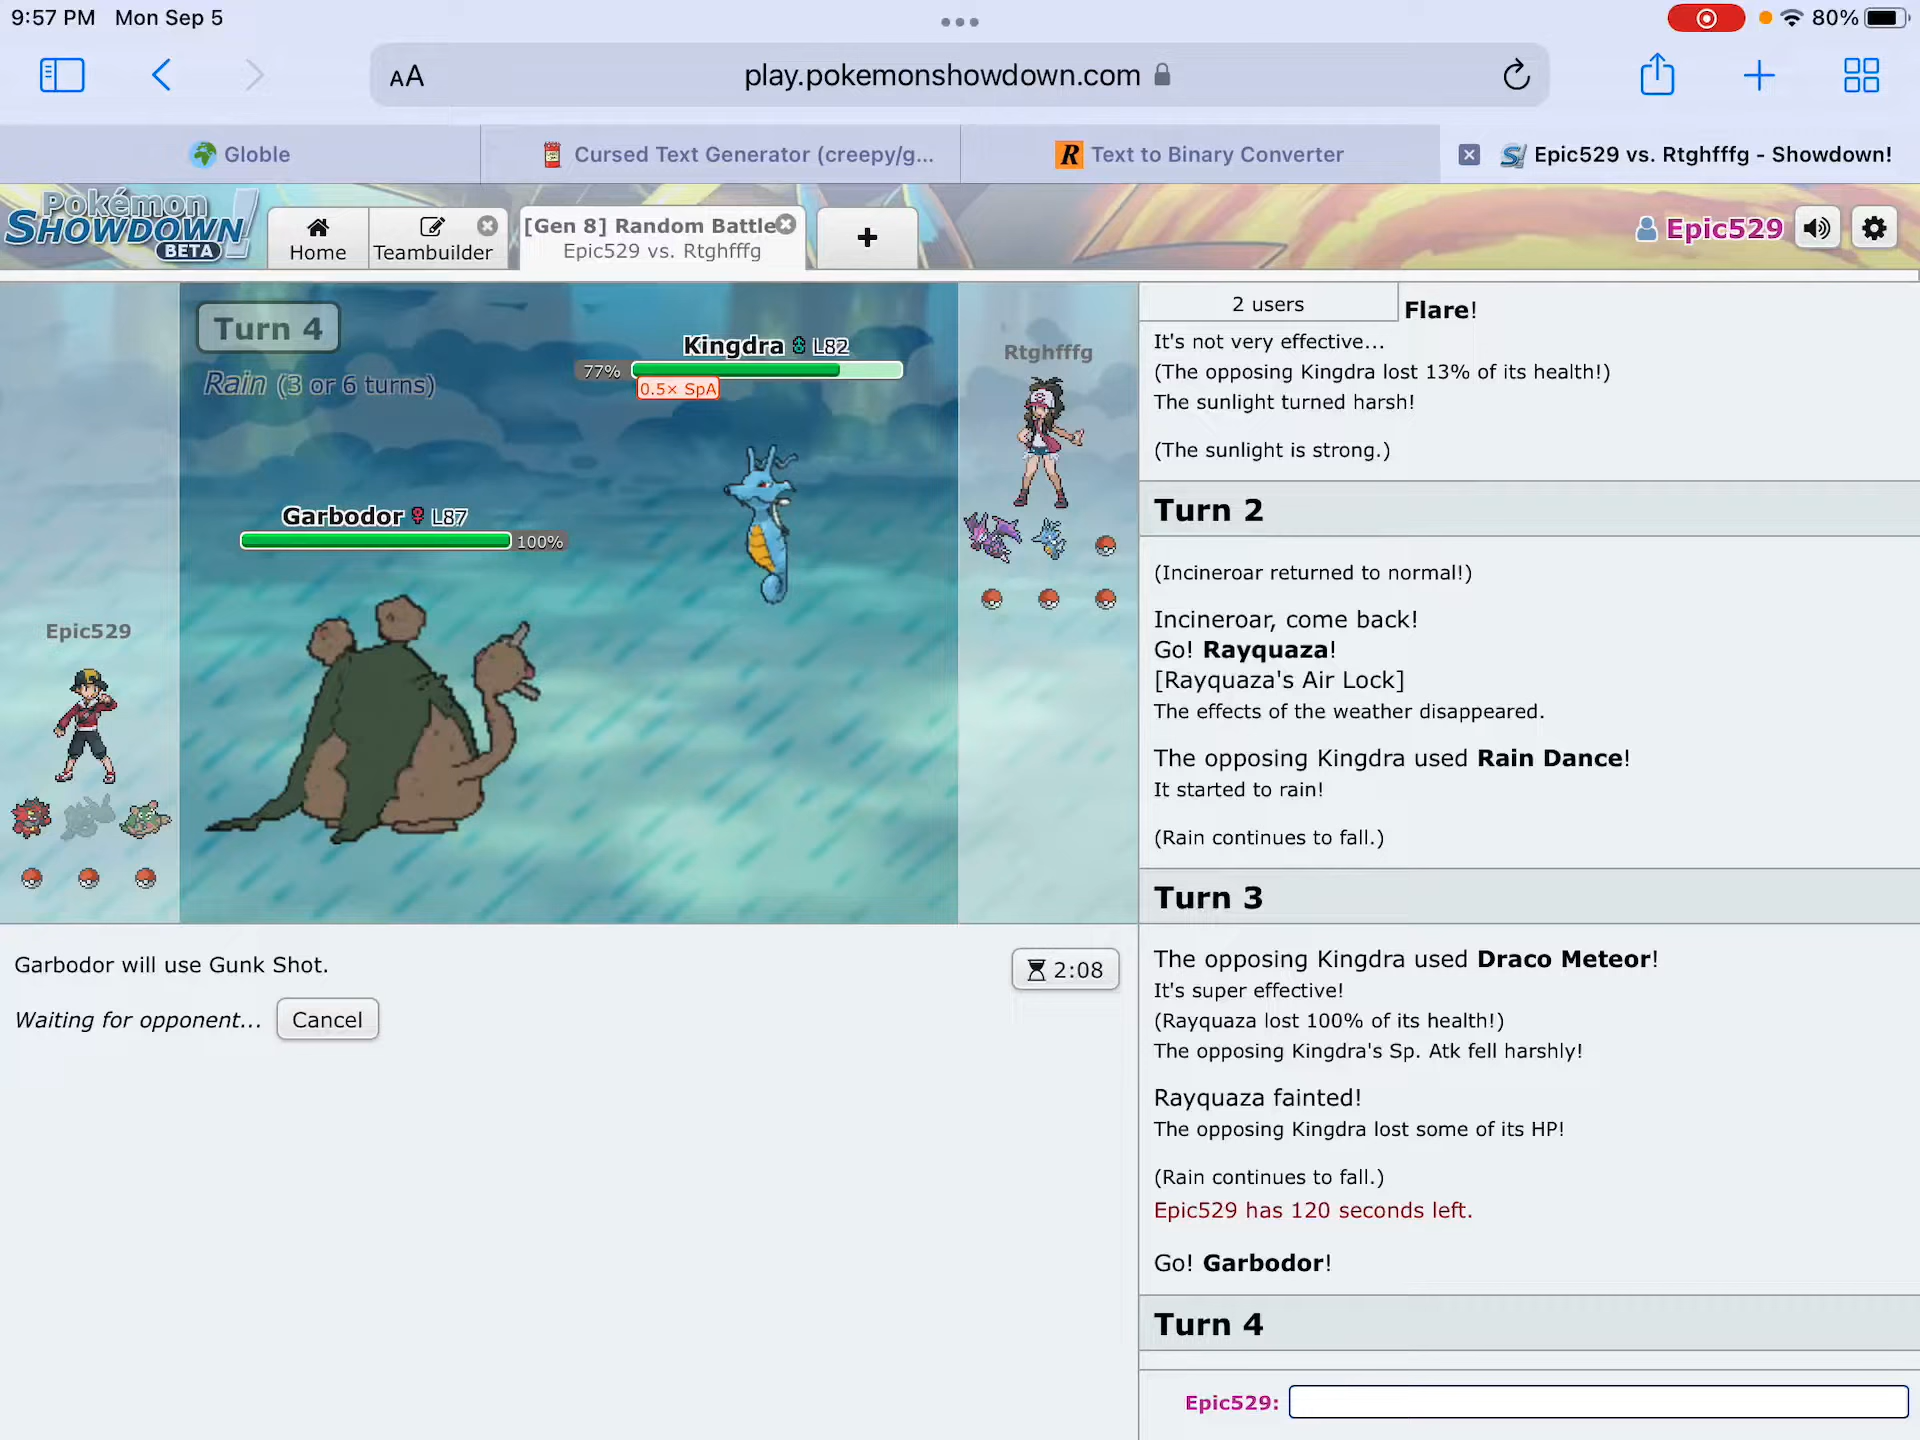 9:57 PM Mon Sep 5
80%
AA
play.pokemonshowdown.com
Globle
Cursed Text Generator (creepy/g...
R Text to Binary Converter
Epic529 vs. Rtghfffg - Showdown!
Pokémon
SHOWDOWN!
BETA
Home
Teambuilder
[Gen 8] Random Battle
Epic529 vs. Rtghfffg
+
Epic529
Turn 4
Rain (3 or 6 turns)
Kingdra L82
77%
0.5× SpA
Garbodor L87
100%
Rtghfffg
Epic529
Garbodor will use Gunk Shot.
2:08
Waiting for opponent...
Cancel
2 users
Flare!
It's not very effective...
(The opposing Kingdra lost 13% of its health!)
The sunlight turned harsh!
(The sunlight is strong.)
Turn 2
(Incineroar returned to normal!)
Incineroar, come back!
Go! Rayquaza!
[Rayquaza's Air Lock]
The effects of the weather disappeared.
The opposing Kingdra used Rain Dance!
It started to rain!
(Rain continues to fall.)
Turn 3
The opposing Kingdra used Draco Meteor!
It's super effective!
(Rayquaza lost 100% of its health!)
The opposing Kingdra's Sp. Atk fell harshly!
Rayquaza fainted!
The opposing Kingdra lost some of its HP!
(Rain continues to fall.)
Epic529 has 120 seconds left.
Go! Garbodor!
Turn 4
Epic529: